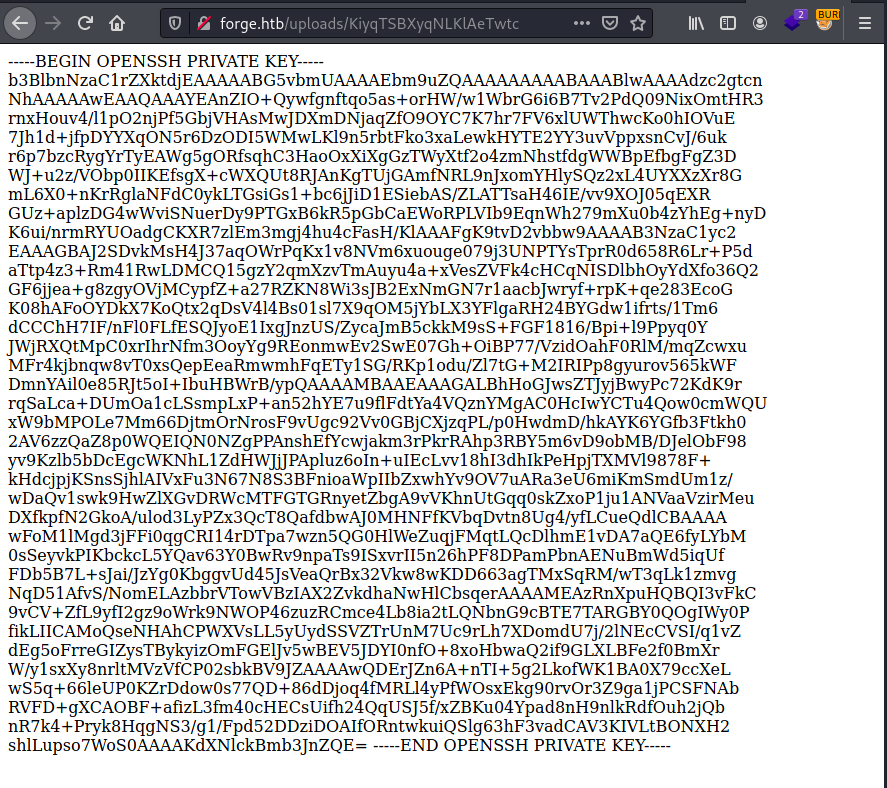 forge.htb/uploads/KiyqTSBXyqNLKlAeTwtc
2
BUR
-----BEGIN OPENSSH PRIVATE KEY-----
b3BlbnNzaC1rZXktdjEAAAAABG5vbmUAAAAEbm9uZQAAAAAAAAABAAABlwAAAAdzc2gtcn
NhAAAAAwEAAQAAAYEAnZIO+Qywfgnftqo5as+orHW/w1WbrG6i6B7Tv2PdQ09NixOmtHR3
rnxHouv4/l1pO2njPf5GbjVHAsMwJDXmDNjaqZfO9OYC7K7hr7FV6xlUWThwcKo0hIOVuE
7Jh1d+jfpDYYXqON5r6DzODI5WMwLKl9n5rbtFko3xaLewkHYTE2YY3uvVppxsnCvJ/6uk
r6p7bzcRygYrTyEAWg5gORfsqhC3HaoOxXiXgGzTWyXtf2o4zmNhstfdgWWBpEfbgFgZ3D
WJ+u2z/VObp0IIKEfsgX+cWXQUt8RJAnKgTUjGAmfNRL9nJxomYHlySQz2xL4UYXXzXr8G
mL6X0+nKrRglaNFdC0ykLTGsiGs1+bc6jJiD1ESiebAS/ZLATTsaH46IE/vv9XOJ05qEXR
GUz+aplzDG4wWviSNuerDy9PTGxB6kR5pGbCaEWoRPLVIb9EqnWh279mXu0b4zYhEg+nyD
K6ui/nrmRYUOadgCKXR7zlEm3mgj4hu4cFasH/KlAAAFgK9tvD2vbbw9AAAAB3NzaC1yc2
EAAAGBAJ2SDvkMsH4J37aqOWrPqKx1v8NVm6xuouge079j3UNPTYsTprR0d658R6Lr+P5d
aTtp4z3+Rm41RwLDMCQ15gzY2qmXzvTmAuyu4a+xVesZVFk4cHCqNISDlbhOyYdXfo36Q2
GF6jjea+g8zgyOVjMCypfZ+a27RZKN8Wi3sJB2ExNmGN7r1aacbJwryf+rpK+qe283EcoG
K08hAFoOYDkX7KoQtx2qDsV4l4Bs01sl7X9qOM5jYbLX3YFlgaRH24BYGdw1ifrts/1Tm6
dCCChH7IF/nFl0FLfESQJyoE1IxgJnzUS/ZycaJmB5ckkM9sS+FGF1816/Bpi+l9Ppyq0Y
JWjRXQtMpC0xrIhrNfm3OoyYg9REonmwEv2SwE07Gh+OiBP77/VzidOahF0RlM/mqZcwxu
MFr4kjbnqw8vT0xsQepEeaRmwmhFqETy1SG/RKp1odu/Zl7tG+M2IRIPp8gyurov565kWF
DmnYAil0e85RJt5oI+IbuHBWrB/ypQAAAAMBAAEAAAGALBhHoGJwsZTJyjBwyPc72KdK9r
rqSaLca+DUmOa1cLSsmpLxP+an52hYE7u9flFdtYa4VQznYMgAC0HcIwYCTu4Qow0cmWQU
xW9bMPOLe7Mm66DjtmOrNrosF9vUgc92Vv0GBjCXjzqPL/p0HwdmD/hkAYK6YGfb3Ftkh0
2AV6zzQaZ8p0WQEIQN0NZgPPAnshEfYcwjakm3rPkrRAhp3RBY5m6vD9obMB/DJelObF98
yv9Kzlb5bDcEgcWKNhL1ZdHWJjJPApluz6oIn+uIEcLvv18hI3dhIkPeHpjTXMVl9878F+
kHdcjpjKSnsSjhlAIVxFu3N67N8S3BFnioaWpIIbZxwhYv9OV7uARa3eU6miKmSmdUm1z/
wDaQv1swk9HwZlXGvDRWcMTFGTGRnyetZbgA9vVKhnUtGqq0skZxoP1ju1ANVaaVzirMeu
DXfkpfN2GkoA/ulod3LyPZx3QcT8QafdbwAJ0MHNFfKVbqDvtn8Ug4/yfLCueQdlCBAAAA
wFoM1lMgd3jFFi0qgCRI14rDTpa7wzn5QG0HlWeZuqjFMqtLQcDlhmE1vDA7aQE6fyLYbM
0sSeyvkPIKbckcL5YQav63Y0BwRv9npaTs9ISxvrII5n26hPF8DPamPbnAENuBmWd5iqUf
FDb5B7L+sJai/JzYg0KbggvUd45JsVeaQrBx32Vkw8wKDD663agTMxSqRM/wT3qLk1zmvg
NqD51AfvS/NomELAzbbrVTowVBzIAX2ZvkdhaNwHlCbsqerAAAAMEAzRnXpuHQBQI3vFkC
9vCV+ZfL9yfI2gz9oWrk9NWOP46zuzRCmce4Lb8ia2tLQNbnG9cBTE7TARGBY0QOgIWy0P
fikLIICAMoQseNHAhCPWXVsLL5yUydSSVZTrUnM7Uc9rLh7XDomdU7j/2lNEcCVSI/q1vZ
dEg5oFrreGIZysTBykyizOmFGElJv5wBEV5JDYI0nfO+8xoHbwaQ2if9GLXLBFe2f0BmXr
W/y1sxXy8nrltMVzVfCP02sbkBV9JZAAAAwQDErJZn6A+nTI+5g2LkofWK1BA0X79ccXeL
wS5q+66leUP0KZrDdow0s77QD+86dDjoq4fMRLl4yPfWOsxEkg90rvOr3Z9ga1jPCSFNAb
RVFD+gXCAOBF+afizL3fm40cHECsUifh24QqUSJ5f/xZBKu04Ypad8nH9nlkRdfOuh2jQb
nR7k4+Pryk8HqgNS3/g1/Fpd52DDziDOAIfORntwkuiQSlg63hF3vadCAV3KIVLtBONXH2
shlLupso7WoS0AAAAKdXNlckBmb3JnZQE= -----END OPENSSH PRIVATE KEY-----